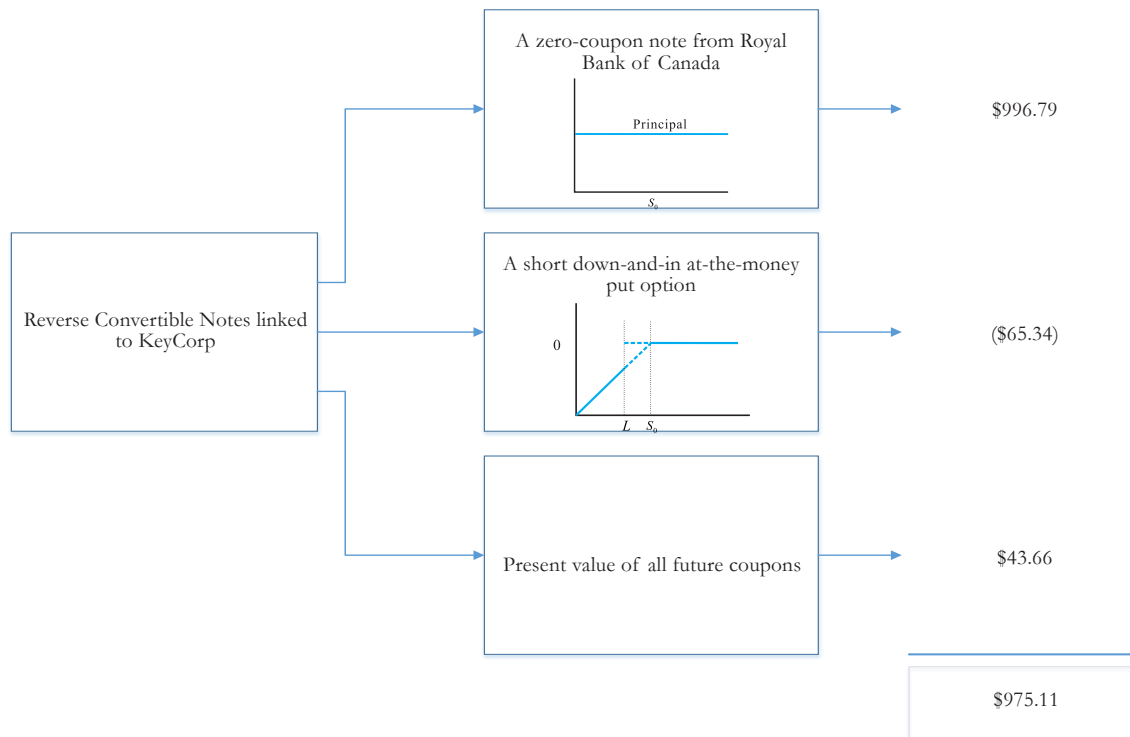 A zero-coupon note from Royal
Bank of Canada
Principal
S₀
$996.79
Reverse Convertible Notes linked
to KeyCorp
A short down-and-in at-the-money
put option
0
L S₀
($65.34)
Present value of all future coupons
$43.66
$975.11